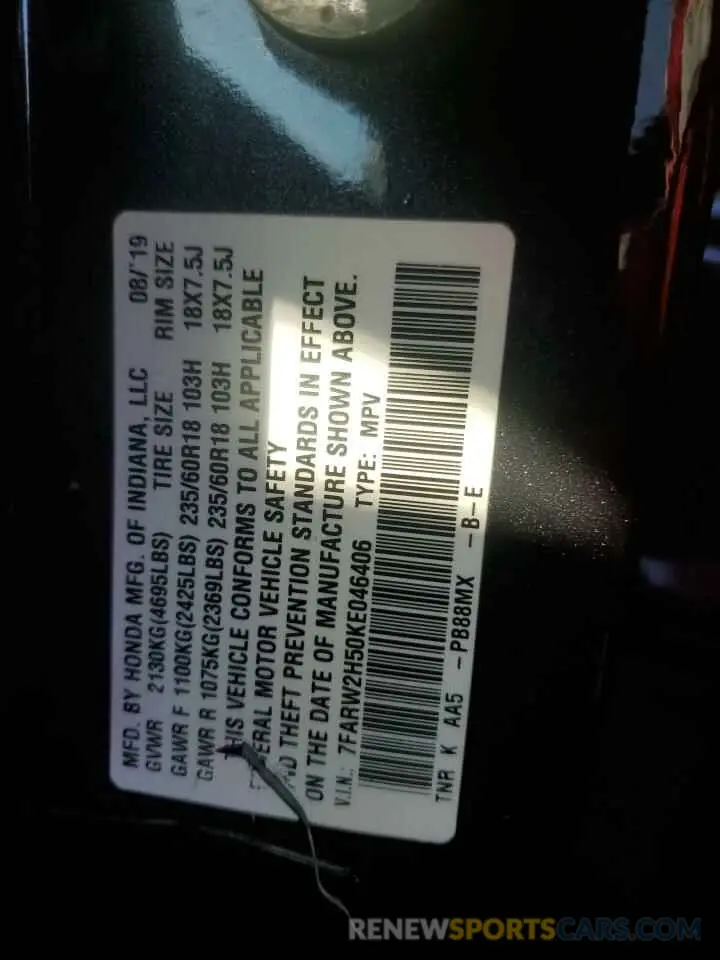 MFD. BY HONDA MFG. OF INDIANA, LLC 08/'19
GVWR 2130KG(4695LBS) TIRE SIZE RIM SIZE
GAWR F 1100KG(2425LBS) 235/60R18 103H 18X7.5J
GAWR R 1075KG(2369LBS) 235/60R18 103H 18X7.5J
THIS VEHICLE CONFORMS TO ALL APPLICABLE
FEDERAL MOTOR VEHICLE SAFETY
AND THEFT PREVENTION STANDARDS IN EFFECT
ON THE DATE OF MANUFACTURE SHOWN ABOVE.
V.I.N.: 7FARW2H50KE046406 TYPE: MPV
TNR K AA5 -PB88MX -B-E
RENEWSPORTSCARS.COM